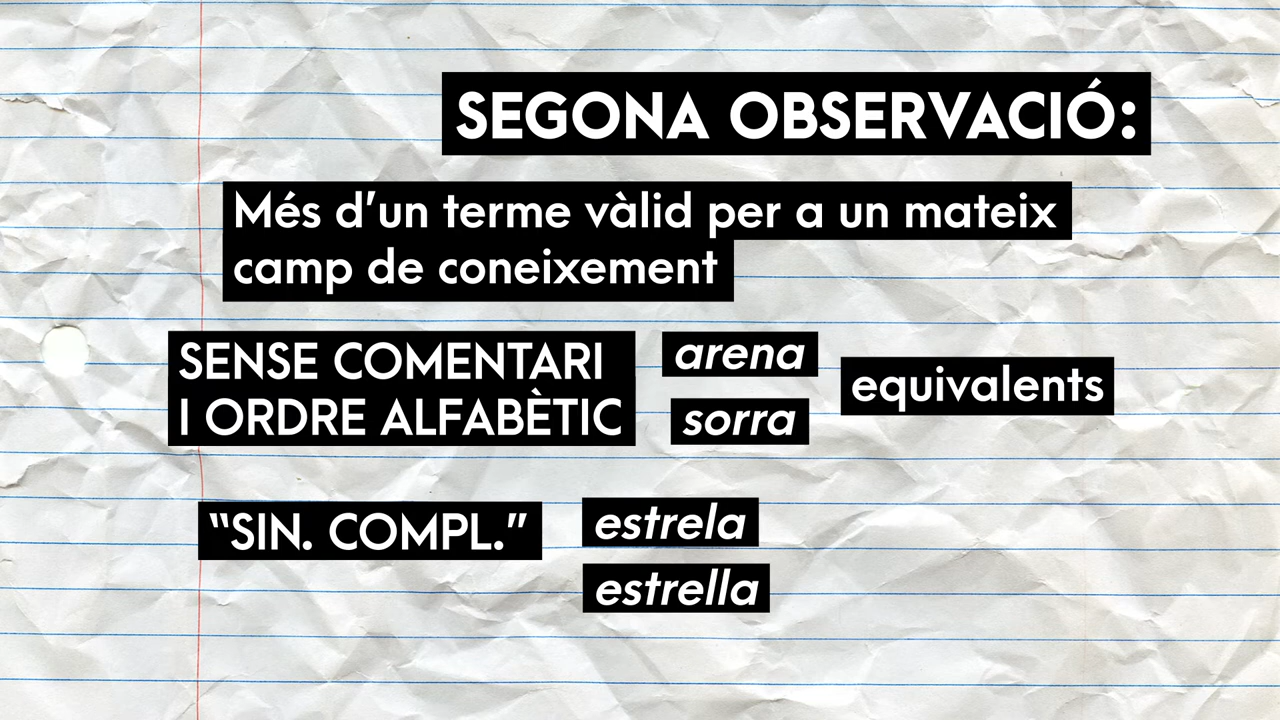 SEGONA OBSERVACIÓ:
Més d'un terme vàlid per a un mateix
camp de coneixement
SENSE COMENTARI
I ORDRE ALFABÈTIC
arena
sorra
equivalents
“SIN. COMPL.”
estrela
estrella